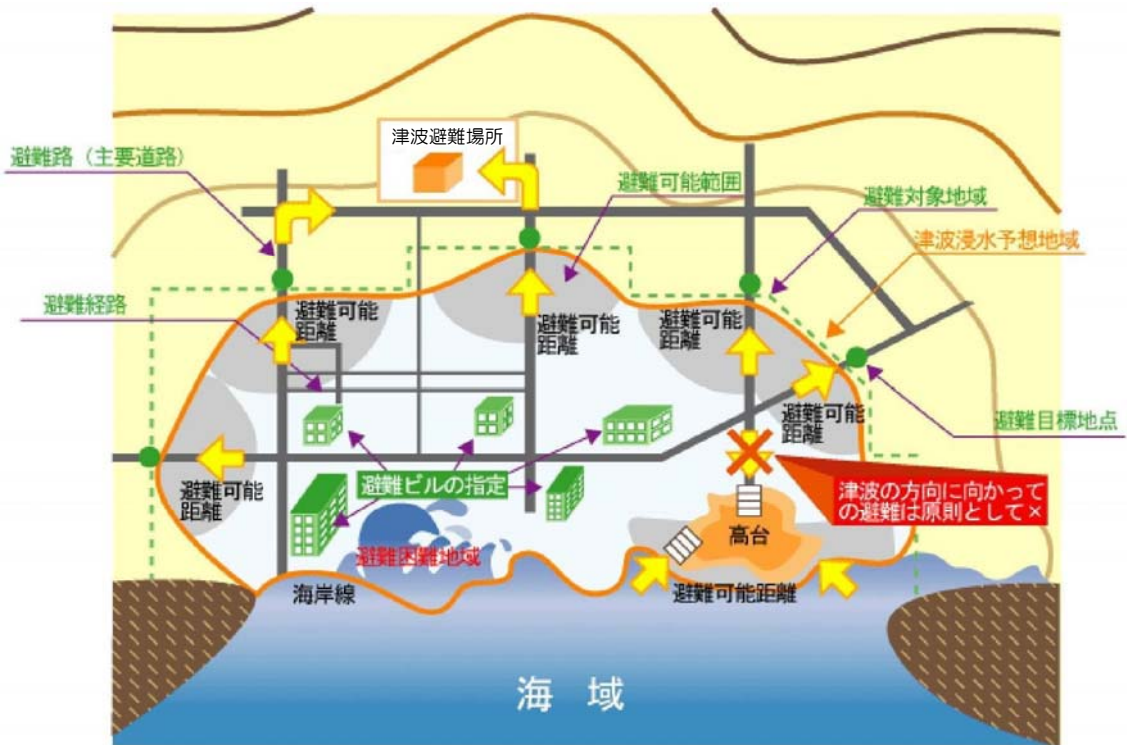 津波避難場所
避難路（主要道路）
避難可能範囲
避難対象地域
津波浸水予想地域
避難経路
避難可能
距離
避難可能
距離
避難可能
距離
避難可能
距離
避難目標地点
避難ビルの指定
避難可能
距離
津波の方向に向かって
の避難は原則として×
高台
避難困難地域
海岸線
避難可能距離
海 域